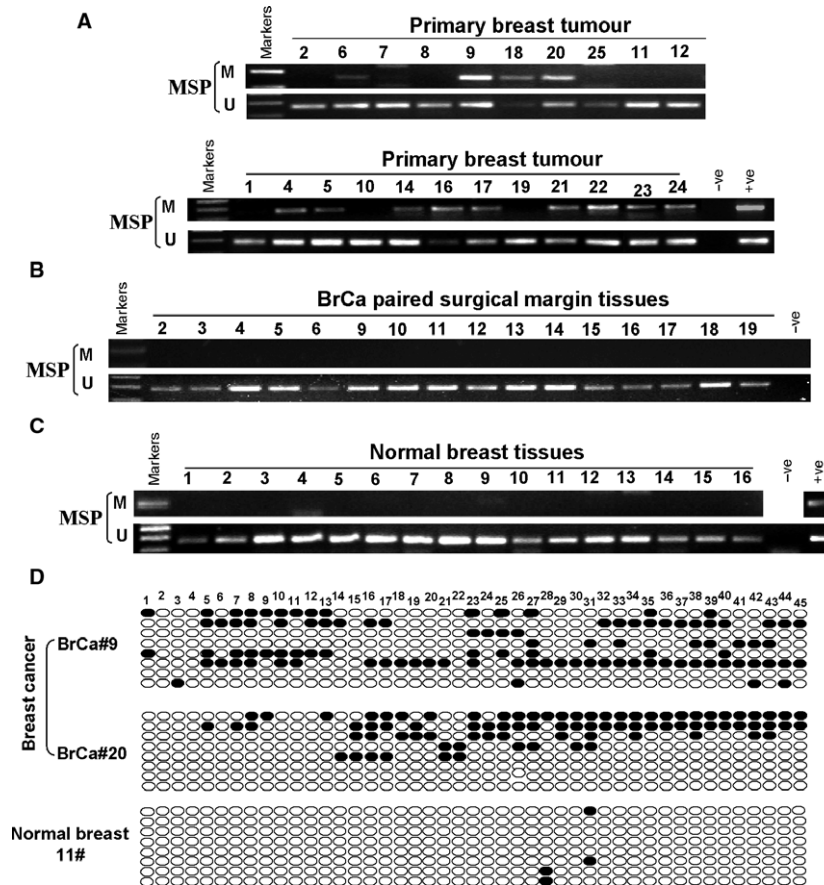 A
Markers
Primary breast tumour
2 6 7 8 9 18 20 25 11 12
MSP
M
U
Markers
Primary breast tumour
1 4 5 10 14 16 17 19 21 22 23 24 -ve +ve
MSP
M
U
B
Markers
BrCa paired surgical margin tissues
2 3 4 5 6 9 10 11 12 13 14 15 16 17 18 19 -ve
MSP
M
U
C
Markers
Normal breast tissues
1 2 3 4 5 6 7 8 9 10 11 12 13 14 15 16 -ve +ve
MSP
M
U
D
1 2 3 4 5 6 7 8 9 10 11 12 13 14 15 16 17 18 19 20 21 22 23 24 25 26 27 28 29 30 31 32 33 34 35 36 37 38 39 40 41 42 43 44 45
Breast cancer
BrCa#9
BrCa#20
Normal breast
11#